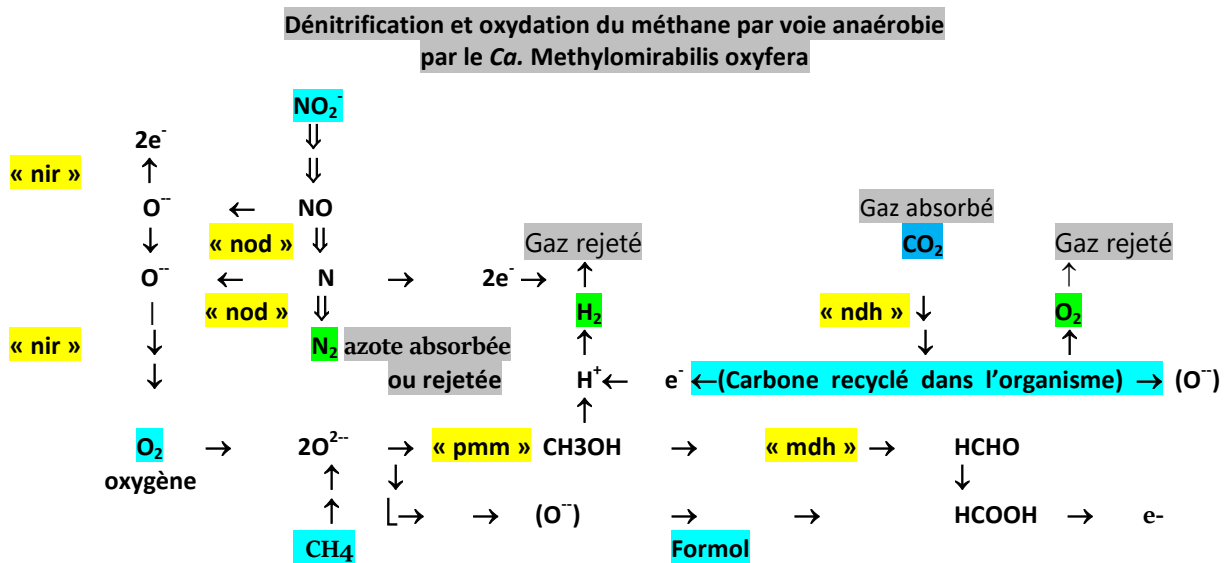 Dénitrification et oxydation du méthane par voie anaérobie
par le Ca. Methylomirabilis oxyfera
NO₂⁻
2e⁻ ⇓
« nir » ↑ ⇓
O⁻⁻ ← NO Gaz absorbé
↓ « nod » ⇓ Gaz rejeté CO₂ Gaz rejeté
O⁻⁻ ← N → 2e⁻ → ↑ ↑
| « nod » ⇓ H₂ « ndh » ↓ O₂
« nir » ↓ N₂ azote absorbée ↑ ↓ ↑
↓ ou rejetée H⁺ ← e⁻ ←(Carbone recyclé dans l’organisme) → (O⁻⁻)
↑
O₂ → 2O²⁻⁻ → « pmm » CH3OH → « mdh » → HCHO
oxygène ↑ ↓ ↓
↑ → → (O⁻⁻) → → HCOOH → e-
CH4 Formol